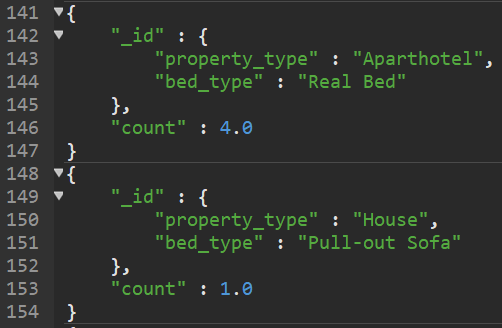 141 {
142     "_id" : {
143         "property_type" : "Aparthotel",
144         "bed_type" : "Real Bed"
145     },
146     "count" : 4.0
147 }
148 {
149     "_id" : {
150         "property_type" : "House",
151         "bed_type" : "Pull-out Sofa"
152     },
153     "count" : 1.0
154 }